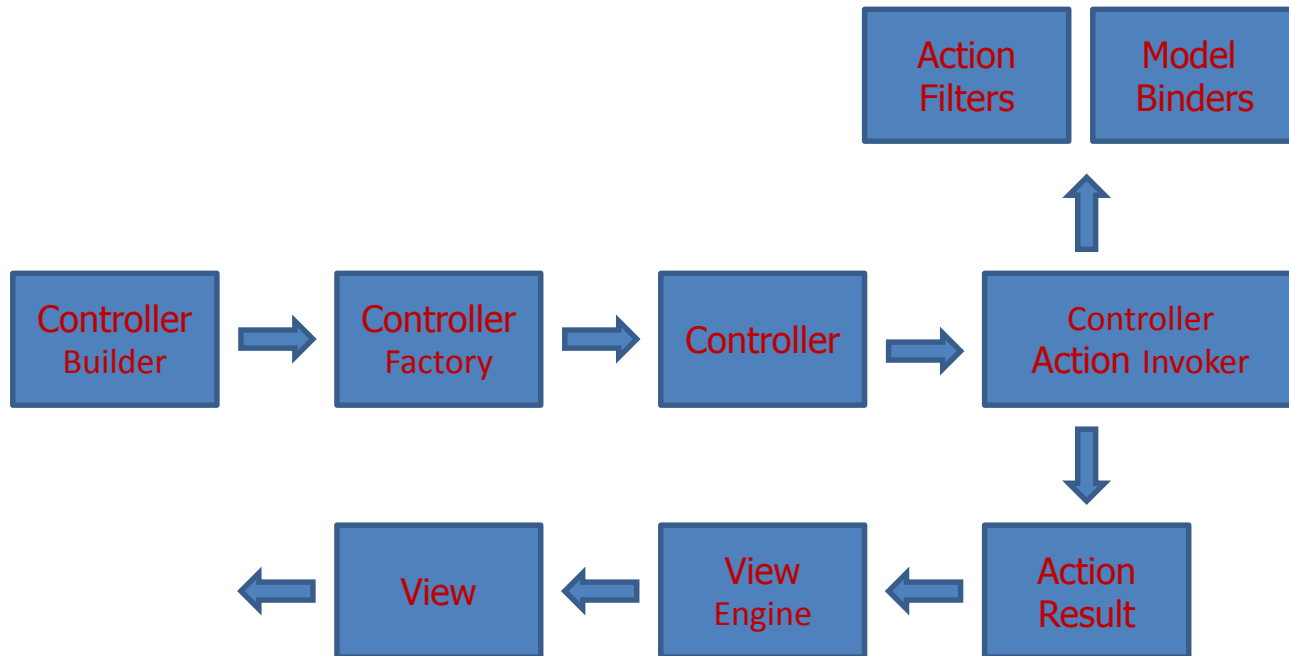 Action
Filters
Model
Binders
Controller
Builder
Controller
Factory
Controller
Controller
Action Invoker
View
View
Engine
Action
Result